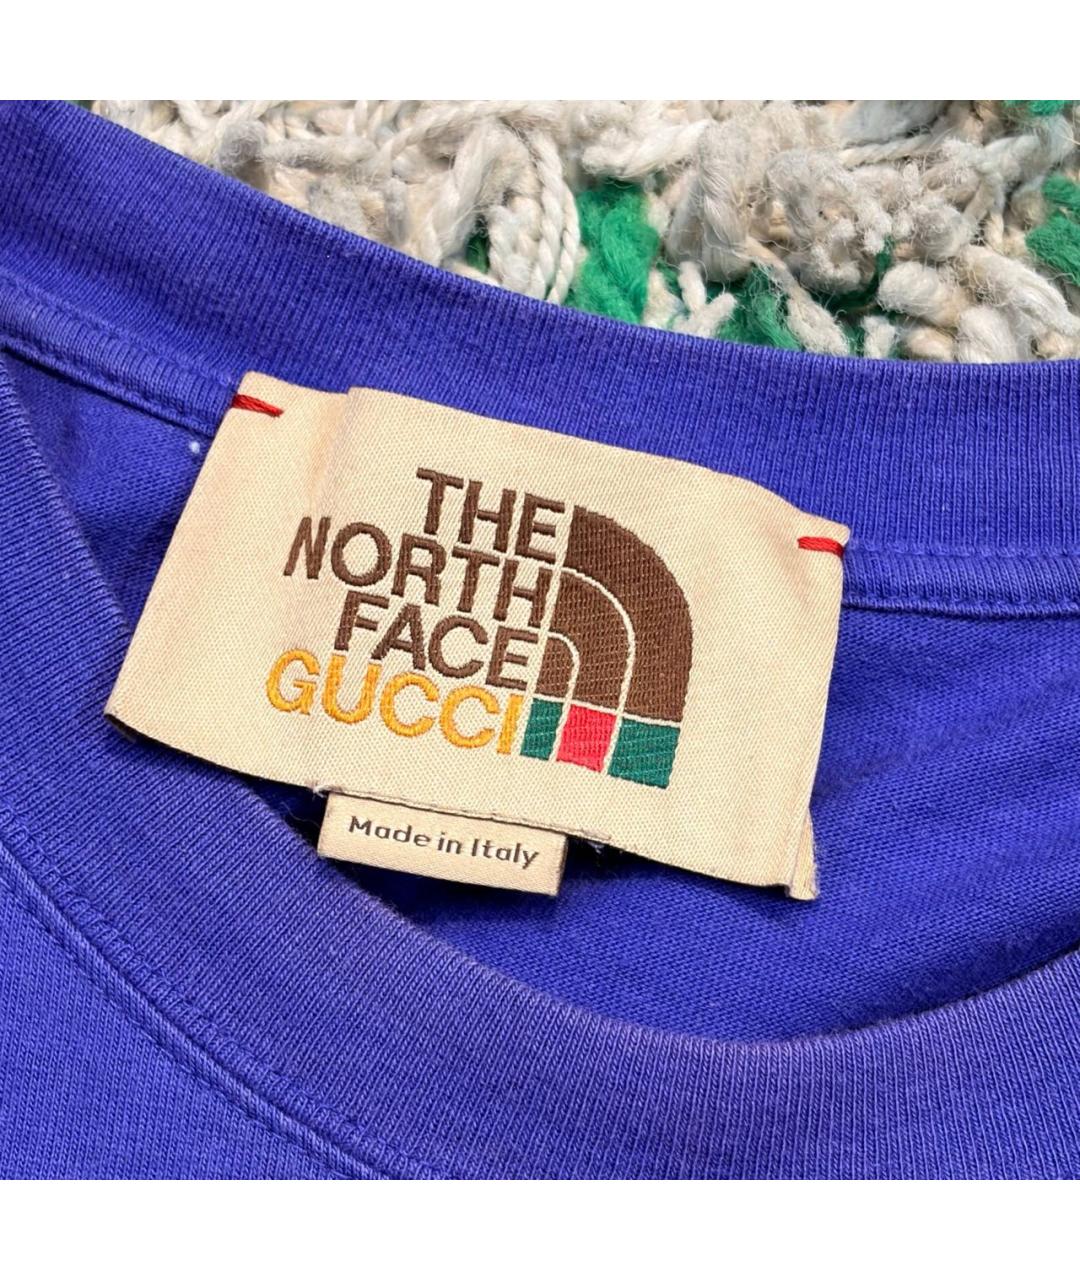 THE
NORTH
FACE
GUCCI
Made in Italy